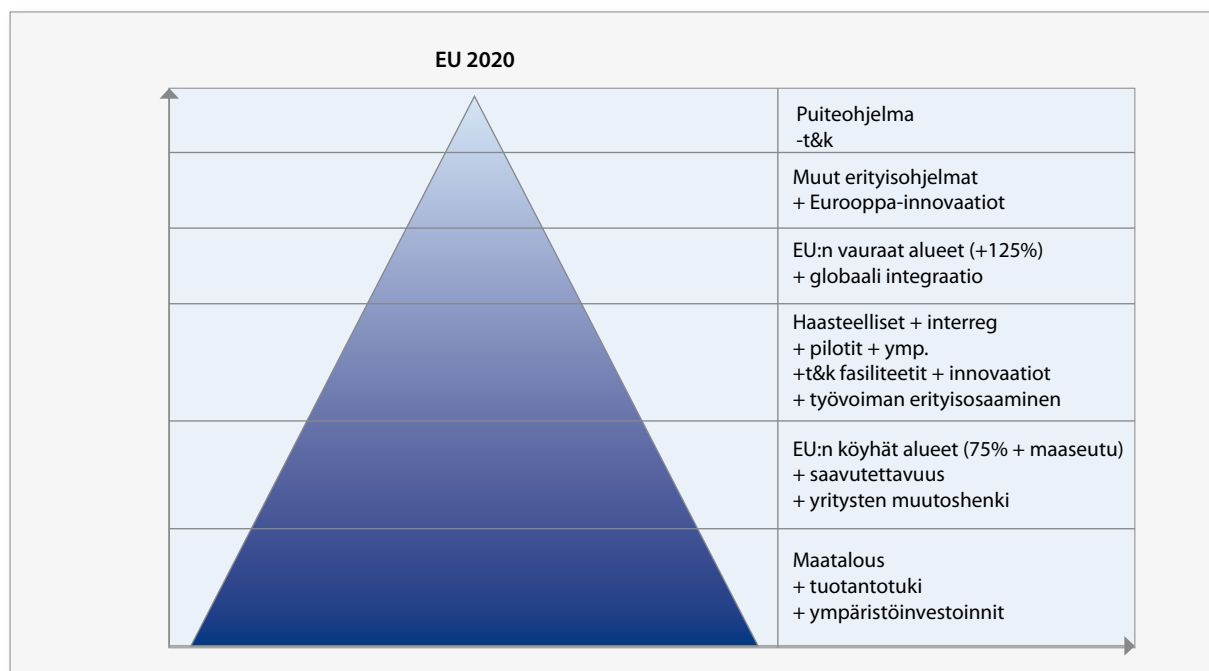 EU 2020
Puiteohjelma
-t&k
Muut erityisohjelmat
+ Eurooppa-innovaatiot
EU:n vauraat alueet (+125%)
+ globaali integraatio
Haasteelliset + interreg
+ pilotit + ymp.
+t&k fasiliteetit + innovaatiot
+ työvoiman erityisosaaminen
EU:n köyhät alueet (75% + maaseutu)
+ saavutettavuus
+ yritysten muutoshenki
Maatalous
+ tuotantotuki
+ ympäristöinvestoinnit